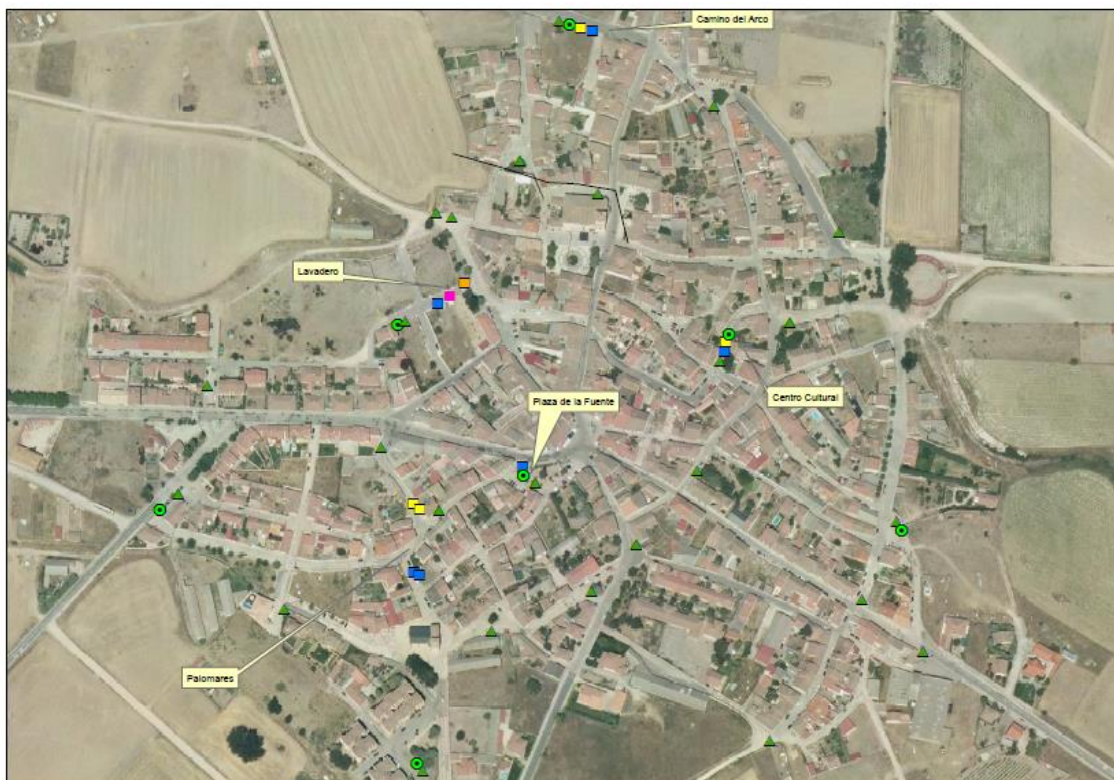 Camino del Arco
Lavadero
Plaza de la Fuente
Centro Cultural
Palomares